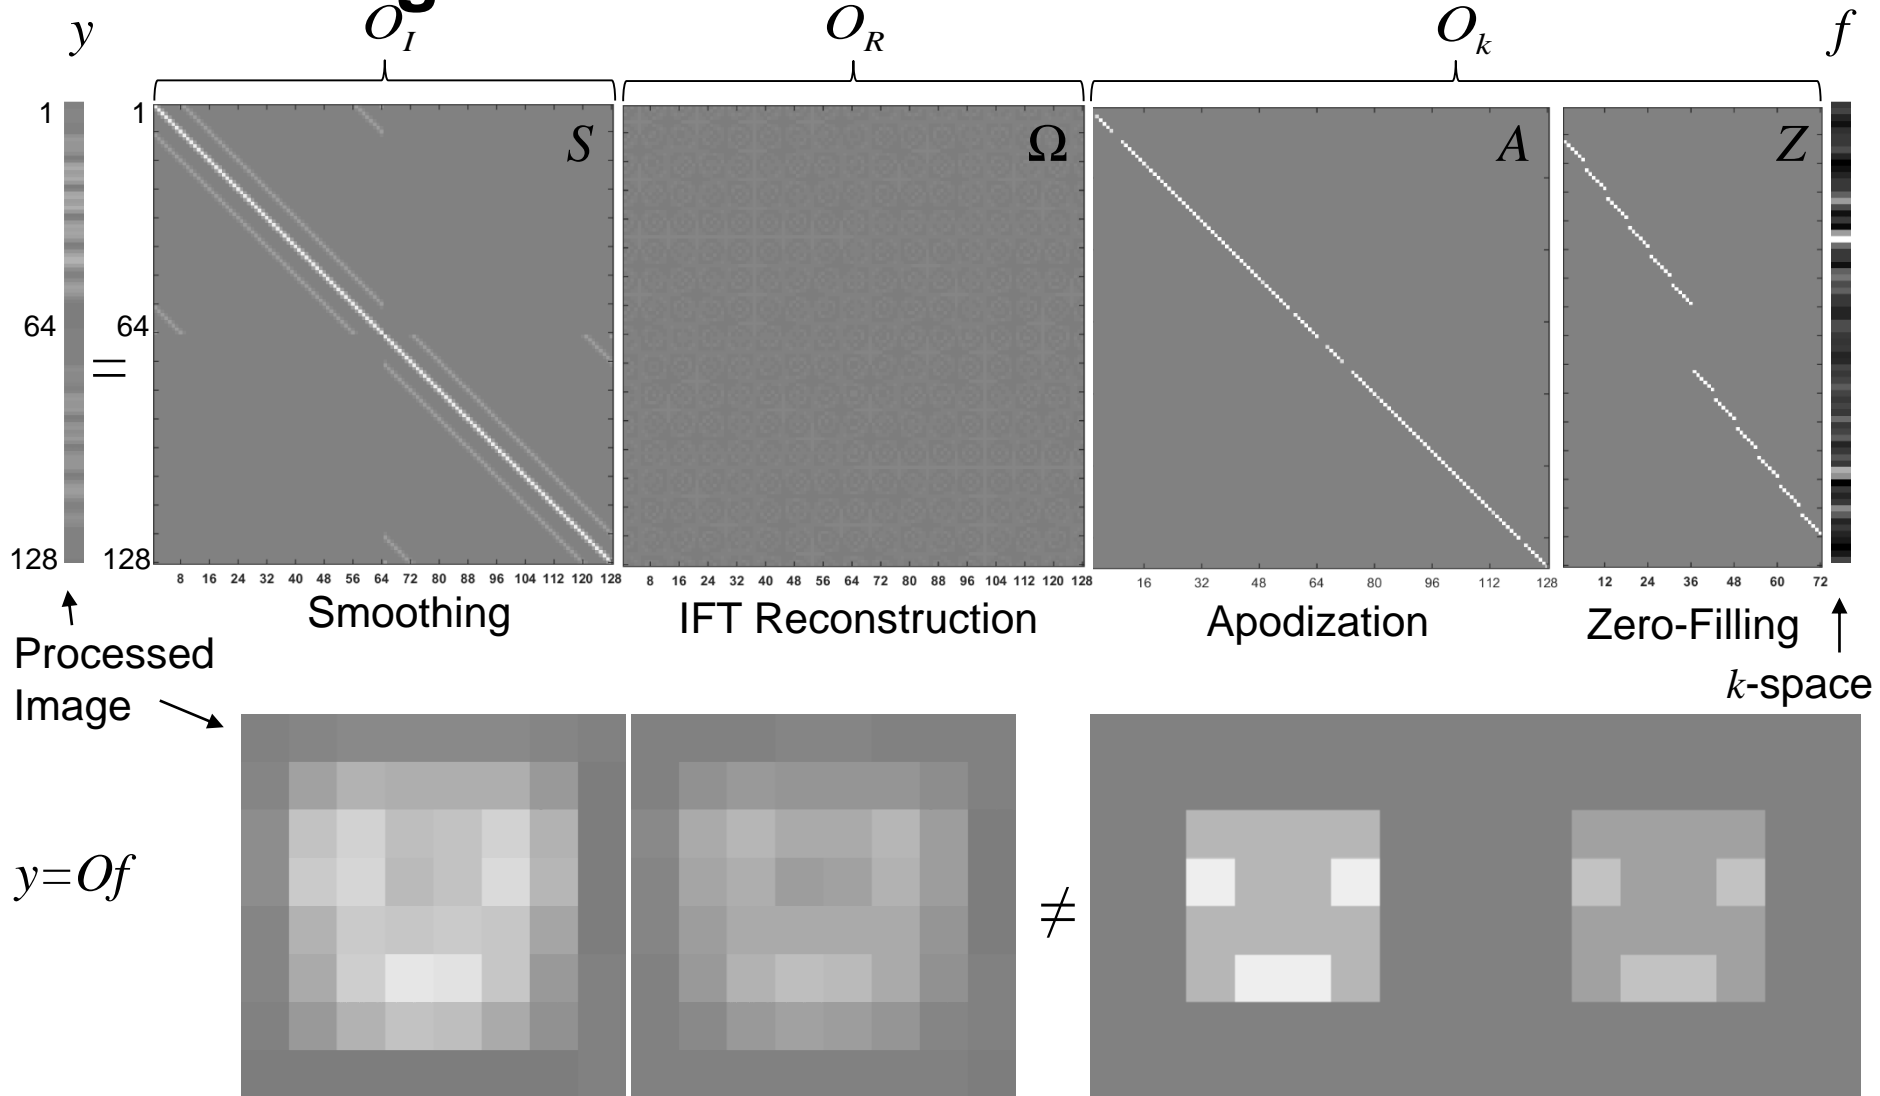 y O_I O_R O_k f
1 1 S Ω A Z
64 64
=
128 128
8 16 24 32 40 48 56 64 72 80 88 96 104 112 120 128
8 16 24 32 40 48 56 64 72 80 88 96 104 112 120 128
16 32 48 64 80 96 112 128
12 24 36 48 60 72
Smoothing IFT Reconstruction Apodization Zero-Filling
Processed
Image
k-space
y=Of
≠